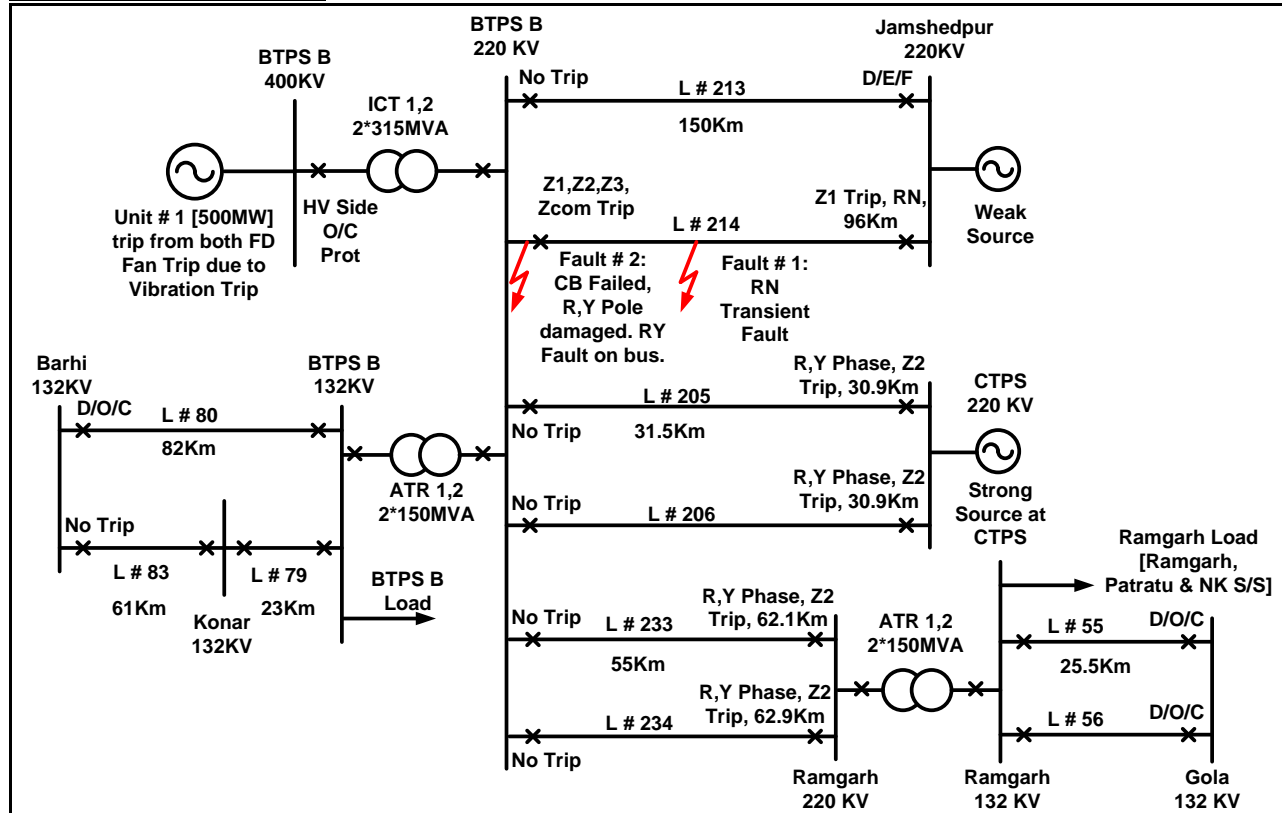 BTPS B
400KV
ICT 1,2
2*315MVA
Unit # 1 [500MW]
trip from both FD
Fan Trip due to
Vibration Trip
HV Side
O/C
Prot
BTPS B
220 KV
No Trip
L # 213
150Km
D/E/F
Jamshedpur
220KV
Z1,Z2,Z3,
Zcom Trip
L # 214
Z1 Trip, RN,
96Km
Weak
Source
Fault # 2:
CB Failed,
R,Y Pole
damaged. RY
Fault on bus.
Fault # 1:
RN
Transient
Fault
Barhi
132KV
D/O/C
L # 80
82Km
BTPS B
132KV
ATR 1,2
2*150MVA
No Trip
L # 83
61Km
Konar
132KV
L # 79
23Km
BTPS B
Load
L # 205
No Trip
31.5Km
R,Y Phase, Z2
Trip, 30.9Km
CTPS
220 KV
No Trip
L # 206
R,Y Phase, Z2
Trip, 30.9Km
Strong
Source at
CTPS
No Trip
L # 233
55Km
R,Y Phase, Z2
Trip, 62.1Km
ATR 1,2
2*150MVA
Ramgarh Load
[Ramgarh,
Patratu & NK S/S]
L # 55
25.5Km
D/O/C
L # 234
No Trip
R,Y Phase, Z2
Trip, 62.9Km
L # 56
D/O/C
Ramgarh
220 KV
Ramgarh
132 KV
Gola
132 KV